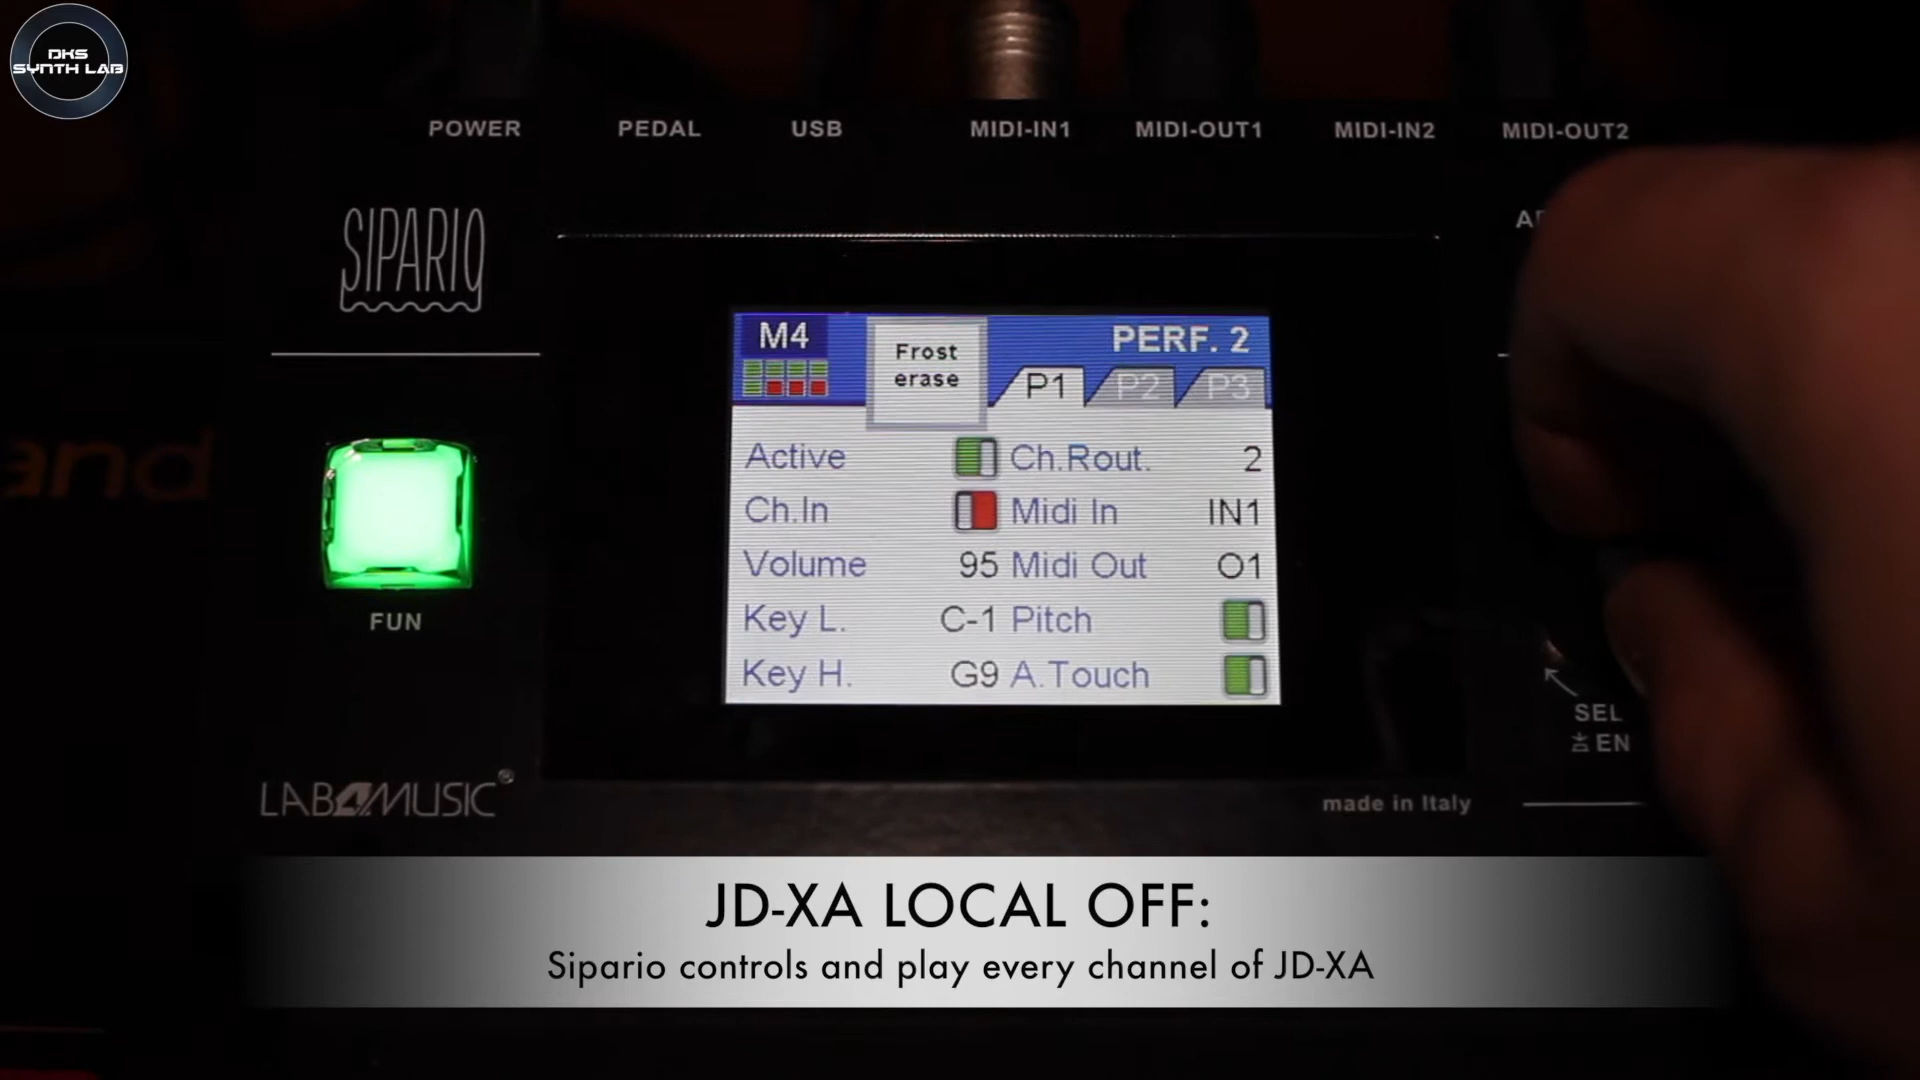 DKS
SYNTH LAB
POWER PEDAL USB MIDI-IN1 MIDI-OUT1 MIDI-IN2 MIDI-OUT2
SIPARIO
M4
Frost
erase
PERF. 2
P1 P2 P3
Active Ch.Rout. 2
Ch.In Midi In IN1
Volume 95 Midi Out O1
Key L. C-1 Pitch
Key H. G9 A.Touch
and
FUN
SEL
EN
LAB4MUSIC®
made in Italy
JD-XA LOCAL OFF:
Sipario controls and play every channel of JD-XA